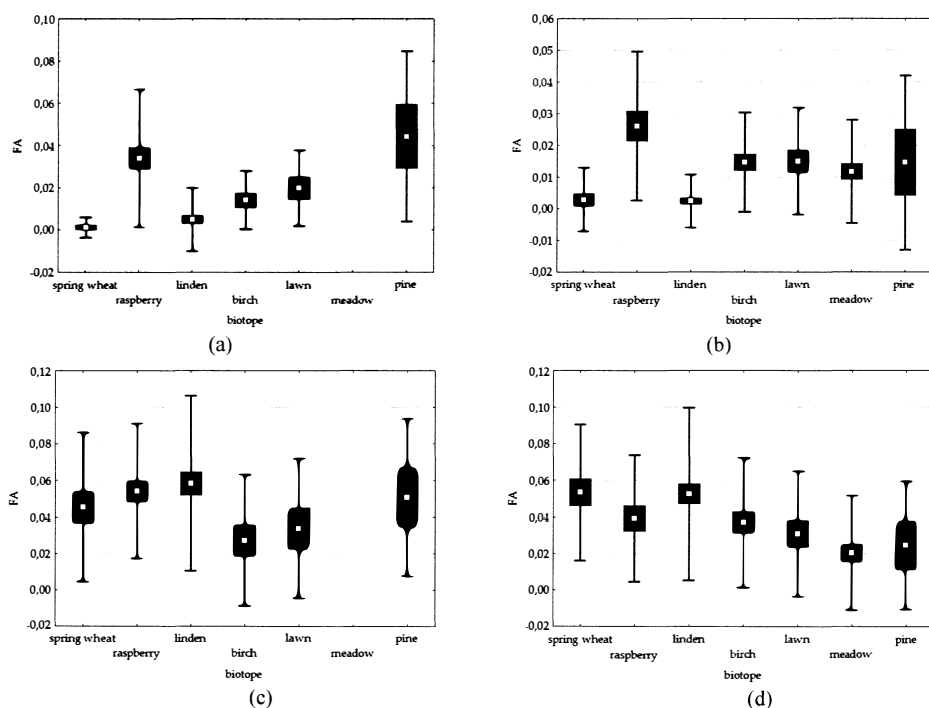 0,10
0,08
0,06
0,04
0,02
0,00
-0,02
FA
spring wheat
raspberry
linden
birch
lawn
meadow
pine
biotope
(a)
0,06
0,05
0,04
0,03
0,02
0,01
0,00
-0,01
-0,02
FA
spring wheat
raspberry
linden
birch
lawn
meadow
pine
biotope
(b)
0,12
0,10
0,08
0,06
0,04
0,02
0,00
-0,02
FA
spring wheat
raspberry
linden
birch
lawn
meadow
pine
biotope
(c)
0,12
0,10
0,08
0,06
0,04
0,02
0,00
-0,02
FA
spring wheat
raspberry
linden
birch
lawn
meadow
pine
biotope
(d)